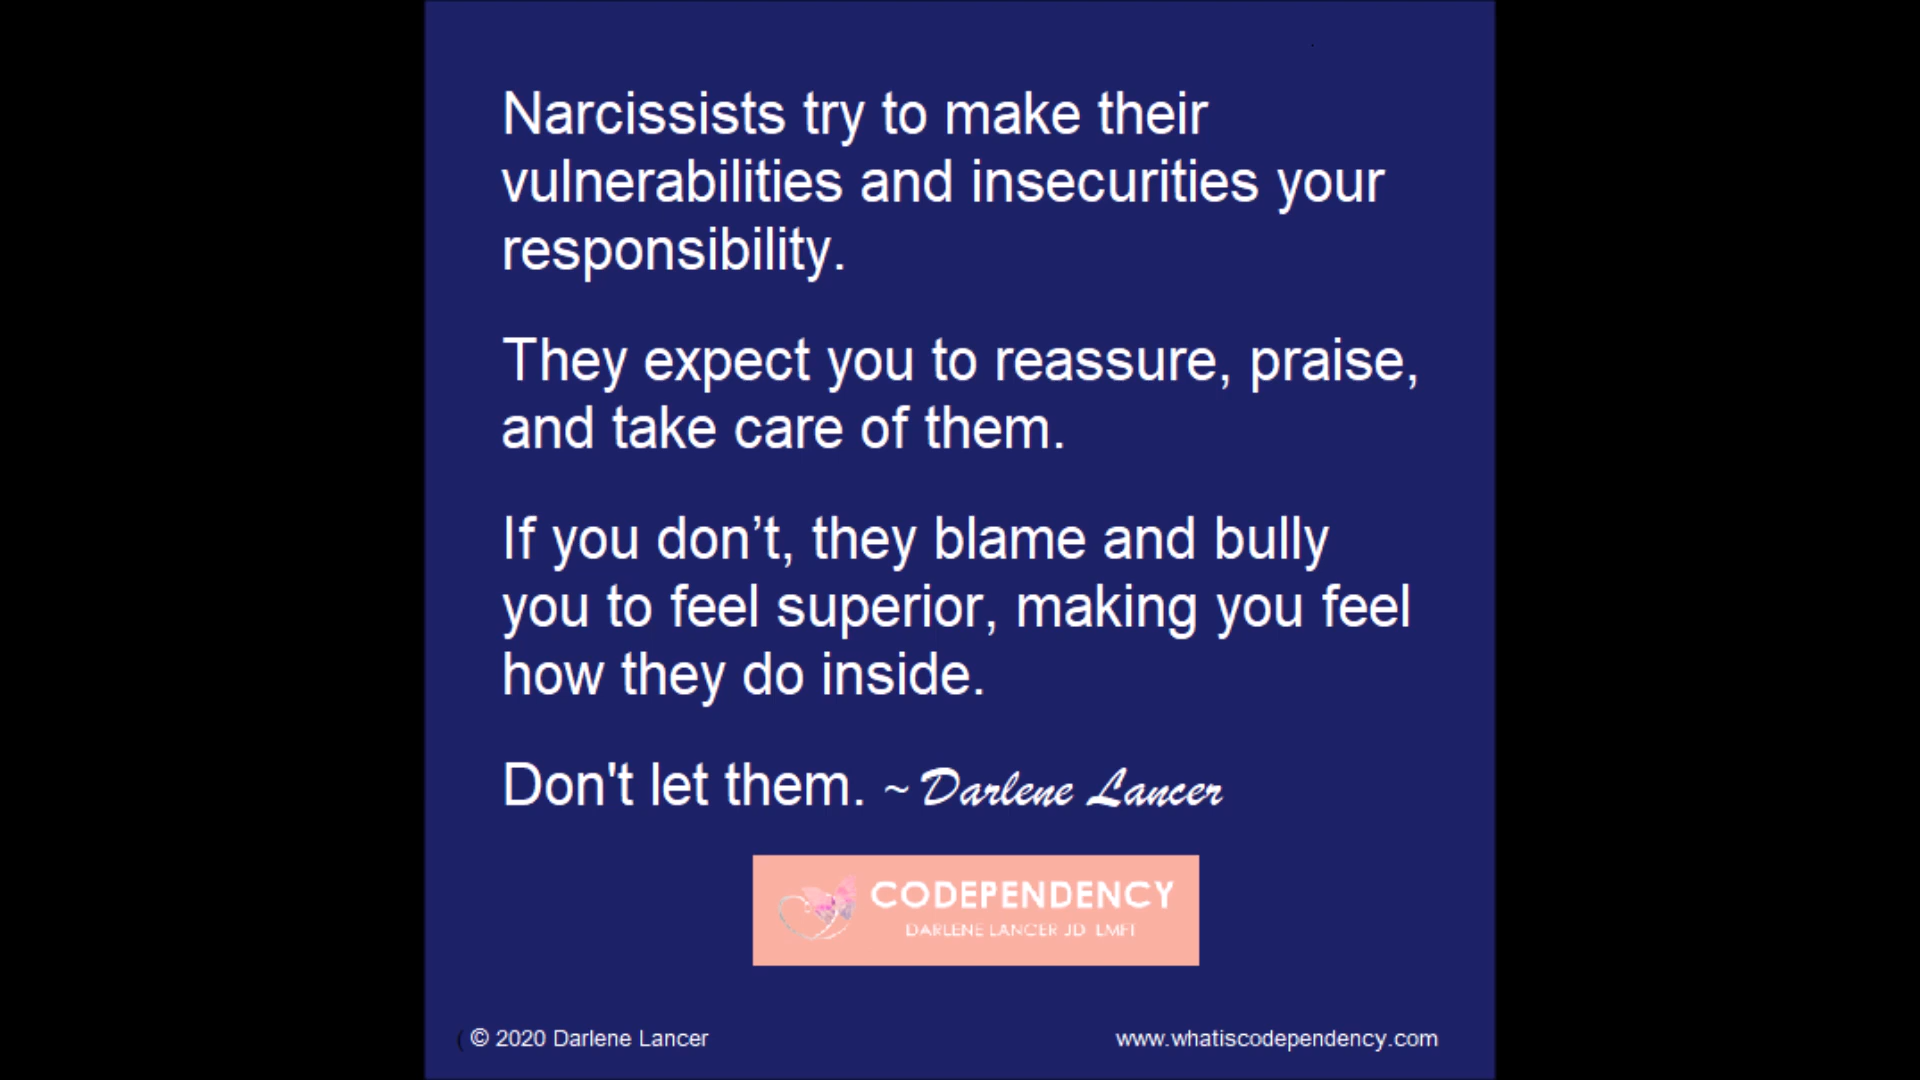 Narcissists try to make their
vulnerabilities and insecurities your
responsibility.
They expect you to reassure, praise,
and take care of them.
If you don’t, they blame and bully
you to feel superior, making you feel
how they do inside.
Don't let them. ~ Darlene Lancer
CODEPENDENCY
DARLENE LANCER JD LMFT
( © 2020 Darlene Lancer
www.whatiscodependency.com